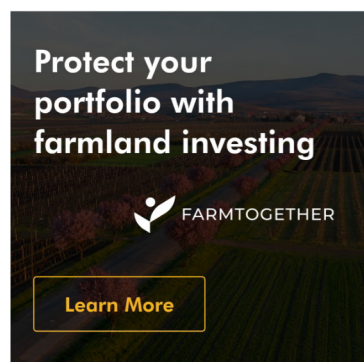 Protect your
portfolio with
farmland investing
FARMTOGETHER
Learn More